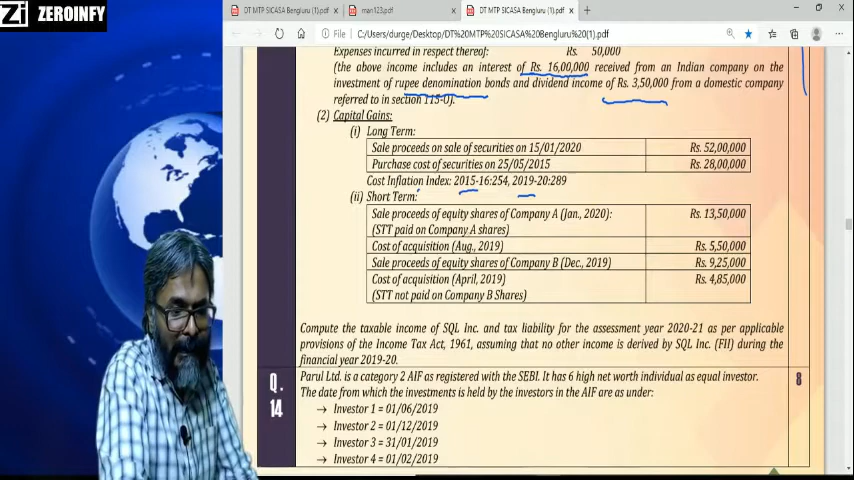 Zi ZEROINFY
DT MTP SICASA Bengluru (1).pdf
man123.pdf
DT MTP SICASA Bengluru (1).pdf
File | C:/Users/durge/Desktop/DT%20MTP%20SICASA%20Bengluru%20(1).pdf
Expenses incurred in respect thereof: Rs. 50,000
(the above income includes an interest of Rs. 16,00,000 received from an Indian company on the
investment of rupee denomination bonds and dividend income of Rs. 3,50,000 from a domestic company
referred to in section 115-O).
(2) Capital Gains:
(i) Long Term:
Sale proceeds on sale of securities on 15/01/2020 Rs. 52,00,000
Purchase cost of securities on 25/05/2015 Rs. 28,00,000
Cost Inflation Index: 2015-16:254, 2019-20:289
(ii) Short Term:
Sale proceeds of equity shares of Company A (Jan., 2020): Rs. 13,50,000
(STT paid on Company A shares)
Cost of acquisition (Aug., 2019) Rs. 5,50,000
Sale proceeds of equity shares of Company B (Dec., 2019) Rs. 9,25,000
Cost of acquisition (April, 2019) Rs. 4,85,000
(STT not paid on Company B Shares)
Compute the taxable income of SQL Inc. and tax liability for the assessment year 2020-21 as per applicable
provisions of the Income Tax Act, 1961, assuming that no other income is derived by SQL Inc. (FII) during the
financial year 2019-20.
Q. 14 Parul Ltd. is a category 2 AIF as registered with the SEBI. It has 6 high net worth individual as equal investor. 8
The date from which the investments is held by the investors in the AIF are as under:
→ Investor 1 = 01/06/2019
→ Investor 2 = 01/12/2019
→ Investor 3 = 31/01/2019
→ Investor 4 = 01/02/2019